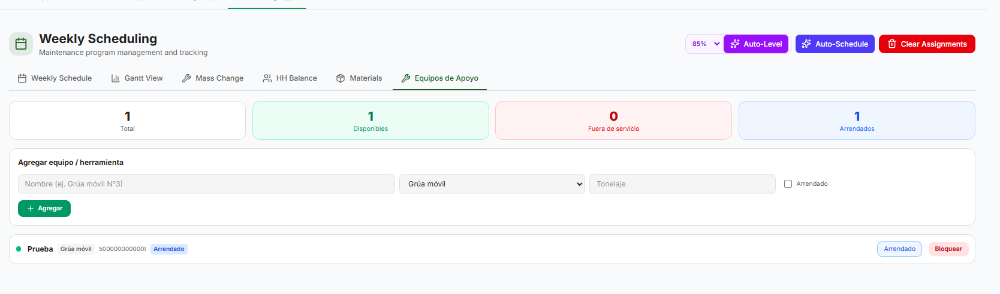 Weekly Scheduling
Maintenance program management and tracking
85%
Auto-Level
Auto-Schedule
Clear Assignments
Weekly Schedule
Gantt View
Mass Change
HH Balance
Materials
Equipos de Apoyo
1
Total
1
Disponibles
0
Fuera de servicio
1
Arrendados
Agregar equipo / herramienta
Nombre (ej. Grúa móvil N°3)
Grúa móvil
Tonelaje
Arrendado
+ Agregar
Prueba
Grúa móvil
500000000000t
Arrendado
Arrendado
Bloquear